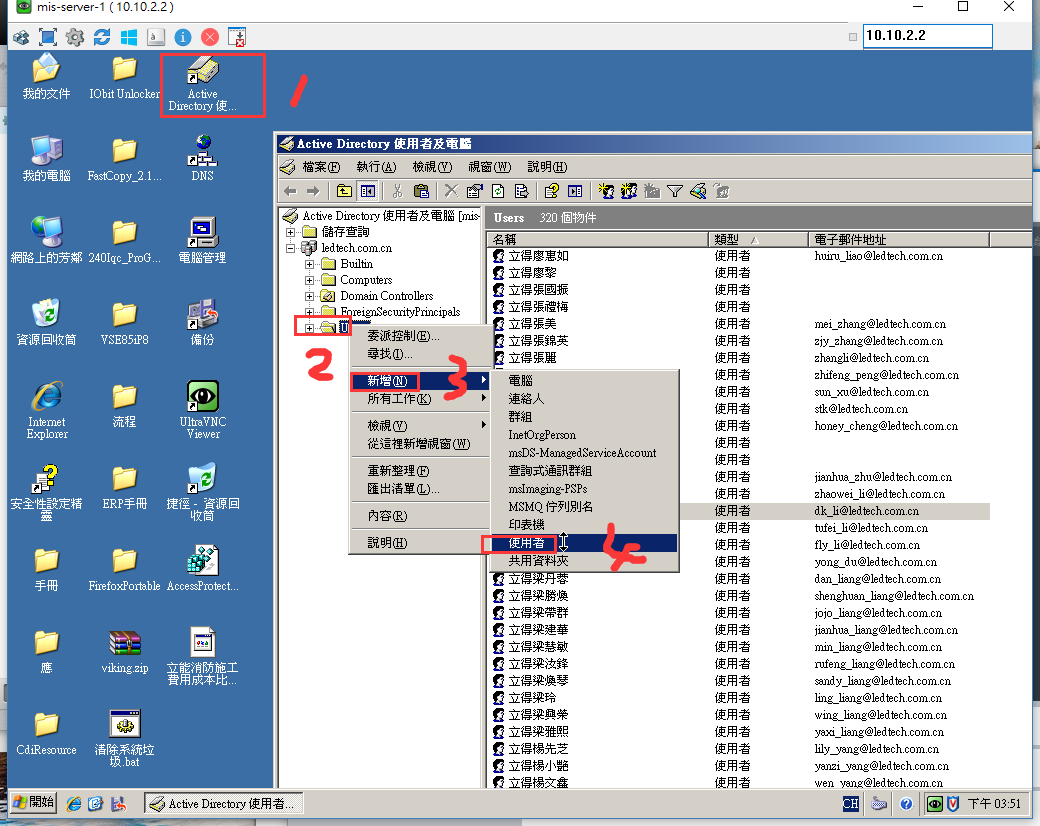 mis-server-1 ( 10.10.2.2 )
10.10.2.2
我的文件
IObit Unlocker
Active
Directory 使...
1
我的電腦
FastCopy_2.1...
DNS
網路上的芳鄰
240Iqc_ProG...
電腦管理
資源回收筒
VSE85iP8
備份
Internet
Explorer
流程
UltraVNC
Viewer
安全性設定精
靈
ERP手冊
捷徑 - 資源回
收筒
手冊
FirefoxPortable
AccessProtect...
應
viking.zip
立能消防施工
費用成本比...
CdiResource
清除系統垃
圾.bat
Active Directory 使用者及電腦
檔案(F) 執行(A) 檢視(V) 視窗(W) 說明(H)
Active Directory 使用者及電腦 [mis-
儲存查詢
ledtech.com.cn
Builtin
Computers
Domain Controllers
ForeignSecurityPrincipals
U
2
委派控制(E)...
尋找(I)...
新增(N)
3
所有工作(K)
檢視(V)
從這裡新增視窗(W)
重新整理(F)
匯出清單(L)...
內容(R)
說明(H)
電腦
連絡人
群組
InetOrgPerson
msDS-ManagedServiceAccount
查詢式通訊群組
msImaging-PSPs
MSMQ 佇列別名
印表機
使用者
4
共用資料夾
Users 320 個物件
名稱 類型 電子郵件地址
立得廖惠如 使用者 huiru_liao@ledtech.com.cn
立得廖黎 使用者
立得張國振 使用者
立得張禮梅 使用者
立得張美 使用者 mei_zhang@ledtech.com.cn
立得張錦英 使用者 zjy_zhang@ledtech.com.cn
立得張麗 使用者 zhangli@ledtech.com.cn
使用者 zhifeng_peng@ledtech.com.cn
使用者 sun_xu@ledtech.com.cn
使用者 stk@ledtech.com.cn
使用者 honey_cheng@ledtech.com.cn
使用者
使用者
使用者 jianhua_zhu@ledtech.com.cn
使用者 zhaowei_li@ledtech.com.cn
使用者 dk_li@ledtech.com.cn
使用者 tufei_li@ledtech.com.cn
使用者 fly_li@ledtech.com.cn
使用者 yong_du@ledtech.com.cn
立得梁丹蓉 使用者 dan_liang@ledtech.com.cn
立得梁勝煥 使用者 shenghuan_liang@ledtech.com.cn
立得梁帶群 使用者 jojo_liang@ledtech.com.cn
立得梁建華 使用者 jianhua_liang@ledtech.com.cn
立得梁慧敏 使用者 min_liang@ledtech.com.cn
立得梁汝鋒 使用者 rufeng_liang@ledtech.com.cn
立得梁煥琴 使用者 sandy_liang@ledtech.com.cn
立得梁玲 使用者 ling_liang@ledtech.com.cn
立得梁興榮 使用者 wing_liang@ledtech.com.cn
立得梁雅熙 使用者 yaxi_liang@ledtech.com.cn
立得楊先芝 使用者 lily_yang@ledtech.com.cn
立得楊小艷 使用者 yanzi_yang@ledtech.com.cn
立得楊文鑫 使用者 wen_yang@ledtech.com.cn
開始
Active Directory 使用者...
CH
下午 03:51